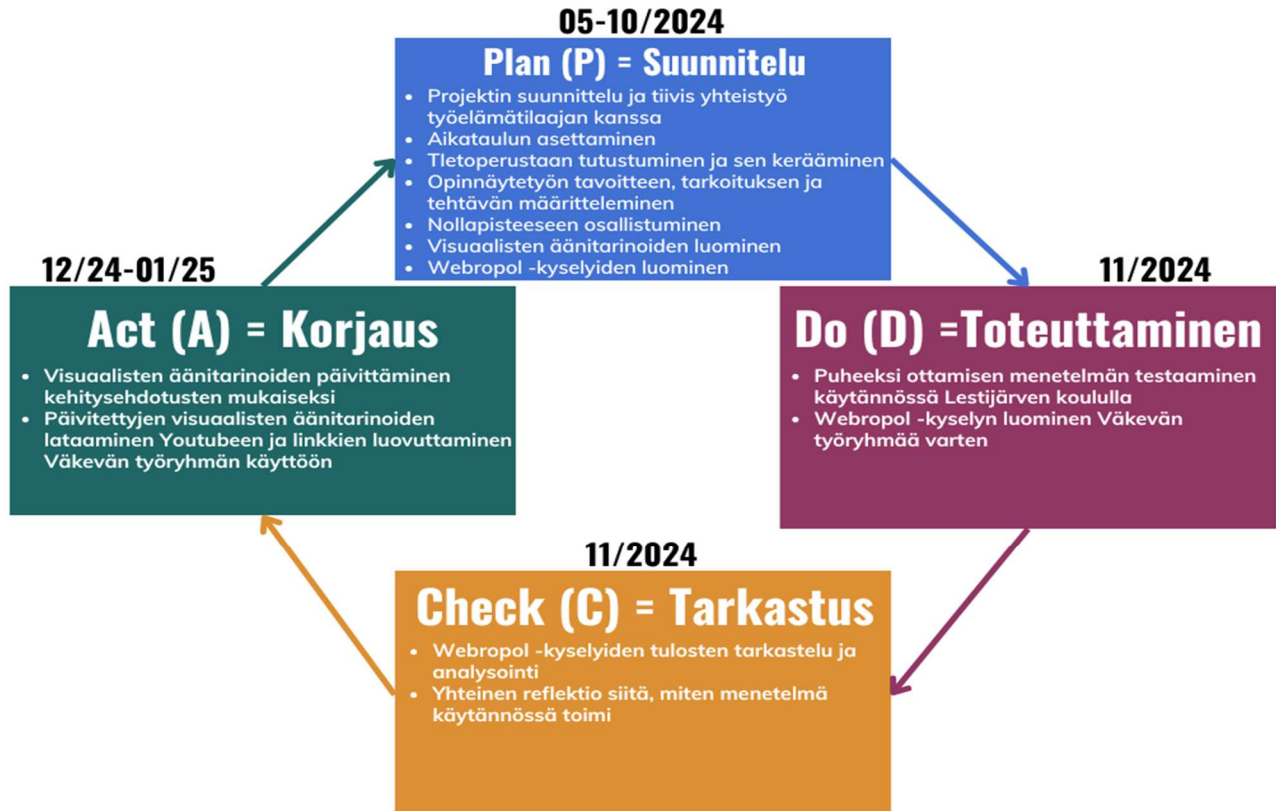 05-10/2024
Plan (P) = Suunnitelu
• Projektin suunnittelu ja tiivis yhteistyö
työelämätilaajan kanssa
• Aikataulun asettaminen
• TIetoperustaan tutustuminen ja sen kerääminen
• Opinnäytetyön tavoitteen, tarkoituksen ja
tehtävän määritteleminen
• Nollapisteeseen osallistuminen
• Visuaalisten äänitarinoiden luominen
• Webropol -kyselyiden luominen
11/2024
Do (D) =Toteuttaminen
• Puheeksi ottamisen menetelmän testaaminen
käytännössä Lestijärven koululla
• Webropol -kyselyn luominen Väkevän
työryhmää varten
11/2024
Check (C) = Tarkastus
• Webropol -kyselyiden tulosten tarkastelu ja
analysointi
• Yhteinen reflektio siitä, miten menetelmä
käytännössä toimi
12/24-01/25
Act (A) = Korjaus
• Visuaalisten äänitarinoiden päivittäminen
kehitysehdotusten mukaiseksi
• Päivitettyjen visuaalisten äänitarinoiden
lataaminen Youtubeen ja linkkien luovuttaminen
Väkevän työryhmän käyttöön